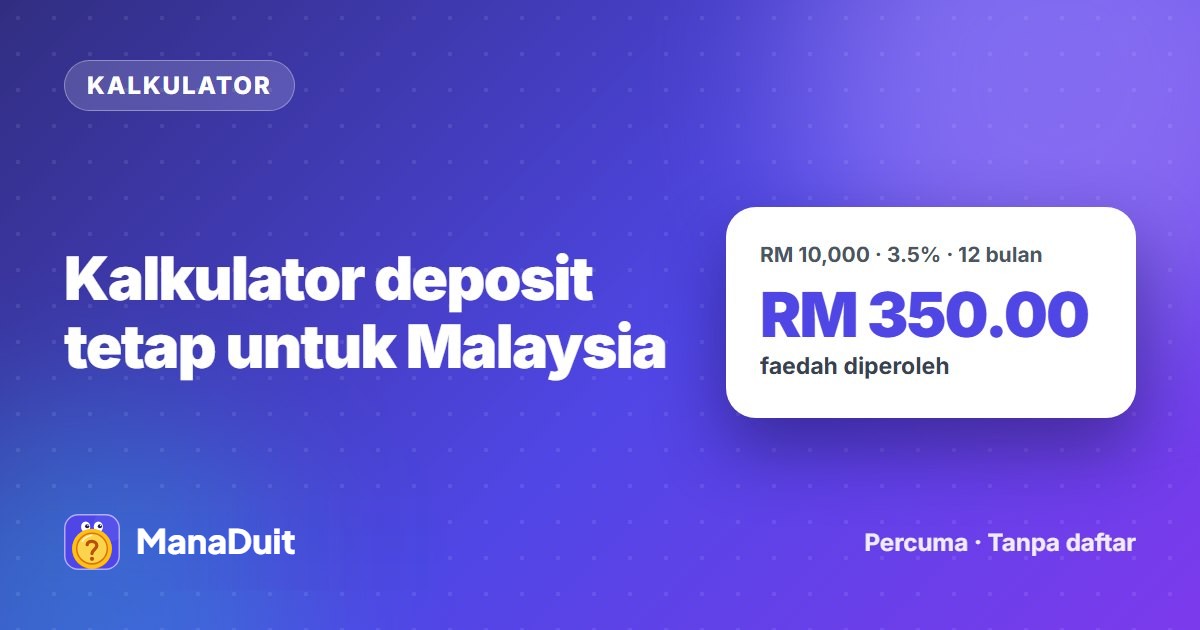 KALKULATOR
Kalkulator deposit
tetap untuk Malaysia
RM 10,000 · 3.5% · 12 bulan
RM 350.00
faedah diperoleh
?
ManaDuit
Percuma · Tanpa daftar